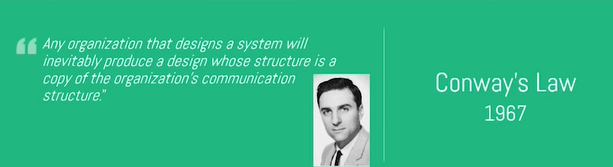 “ Any organization that designs a system will
inevitably produce a design whose structure is a
copy of the organization's communication
structure.”
Conway's Law
1967